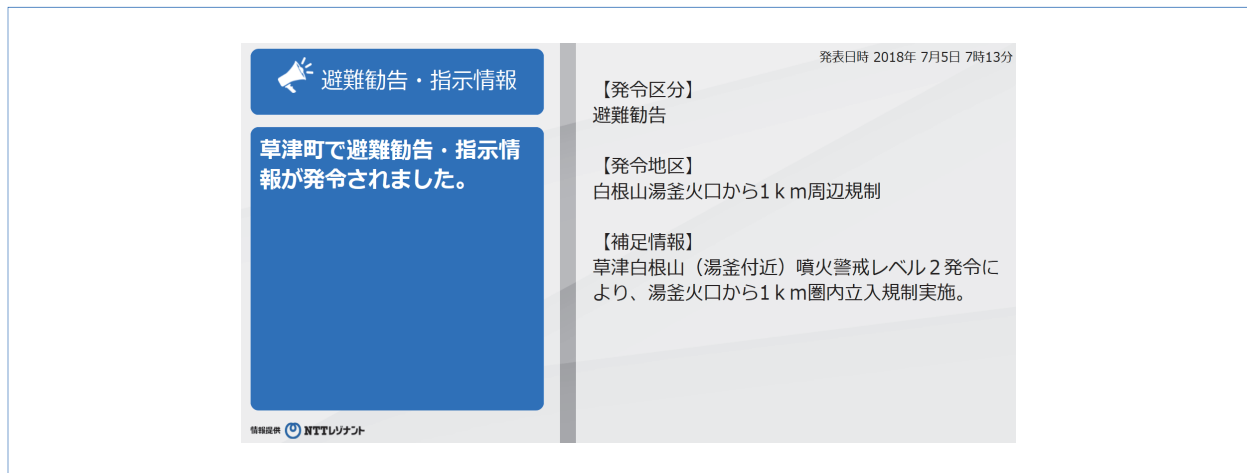 避難勧告・指示情報
草津町で避難勧告・指示情
報が発令されました。
情報提供 NTTレゾナント
発表日時 2018年 7月5日 7時13分
【発令区分】
避難勧告
【発令地区】
白根山湯釜火口から1ｋｍ周辺規制
【補足情報】
草津白根山（湯釜付近）噴火警戒レベル２発令に
より、湯釜火口から1ｋｍ圏内立入規制実施。